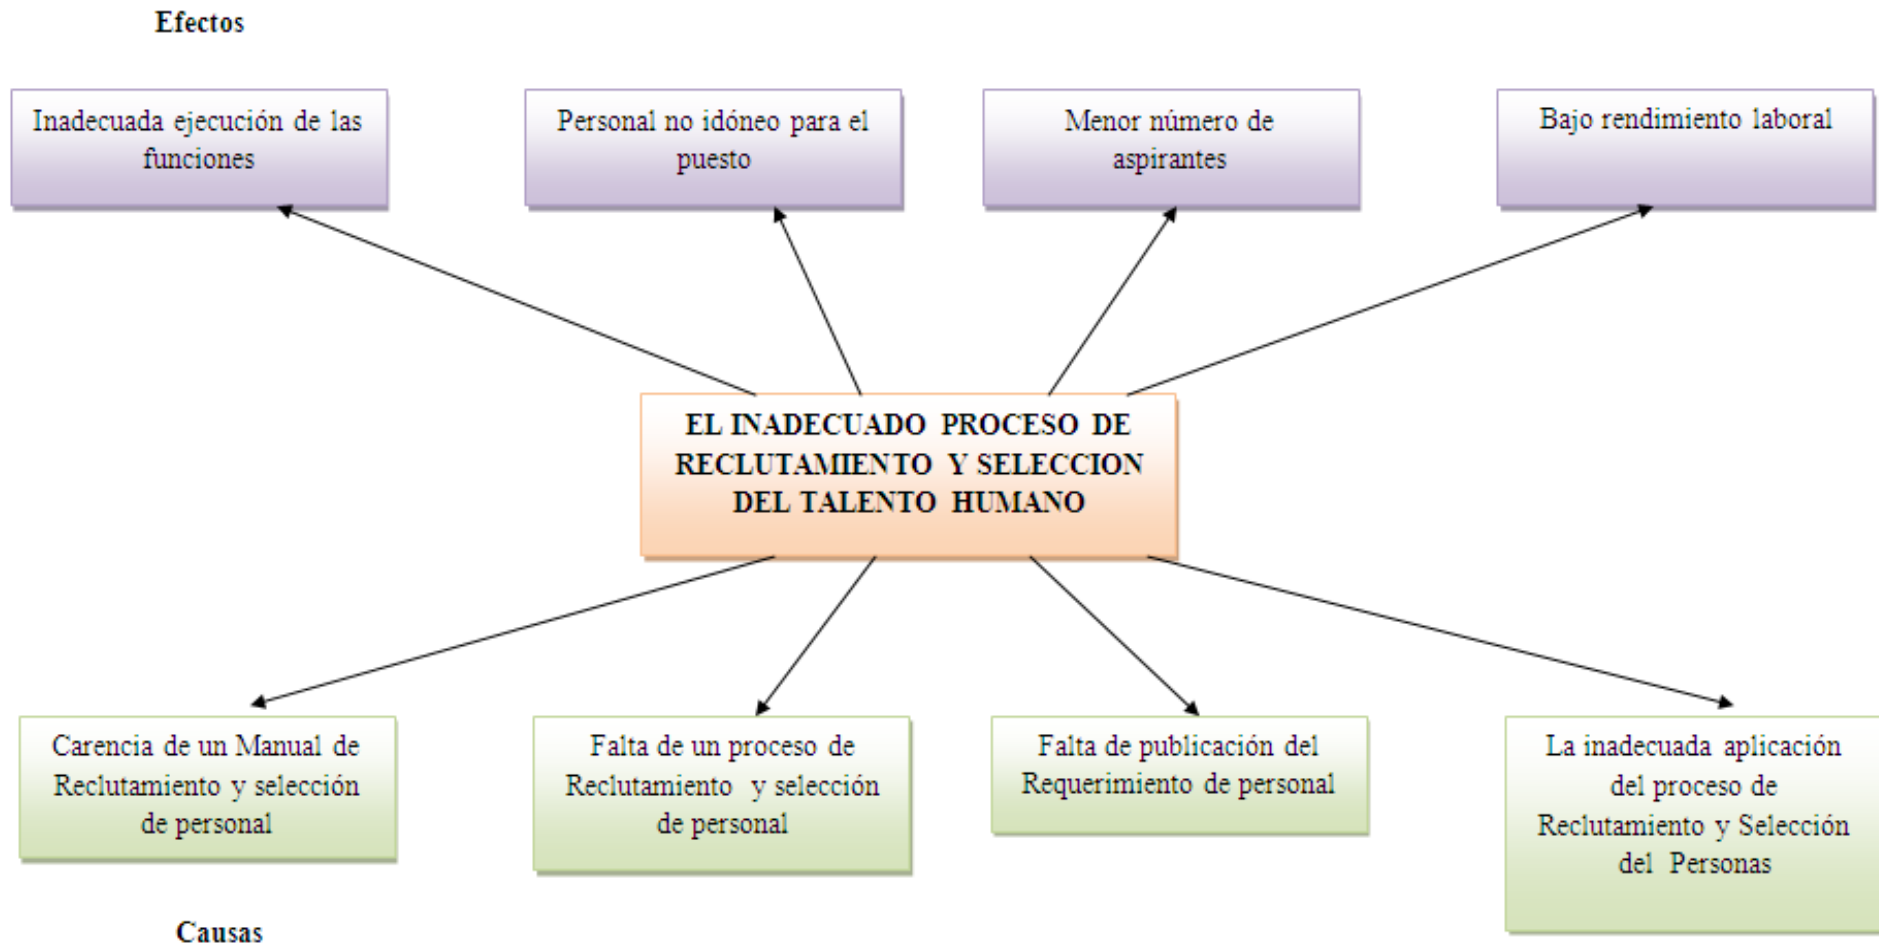 Efectos
Inadecuada ejecución de las
funciones
Personal no idóneo para el
puesto
Menor número de
aspirantes
Bajo rendimiento laboral
EL INADECUADO PROCESO DE
RECLUTAMIENTO Y SELECCION
DEL TALENTO HUMANO
Carencia de un Manual de
Reclutamiento y selección
de personal
Falta de un proceso de
Reclutamiento y selección
de personal
Falta de publicación del
Requerimiento de personal
La inadecuada aplicación
del proceso de
Reclutamiento y Selección
del Personas
Causas